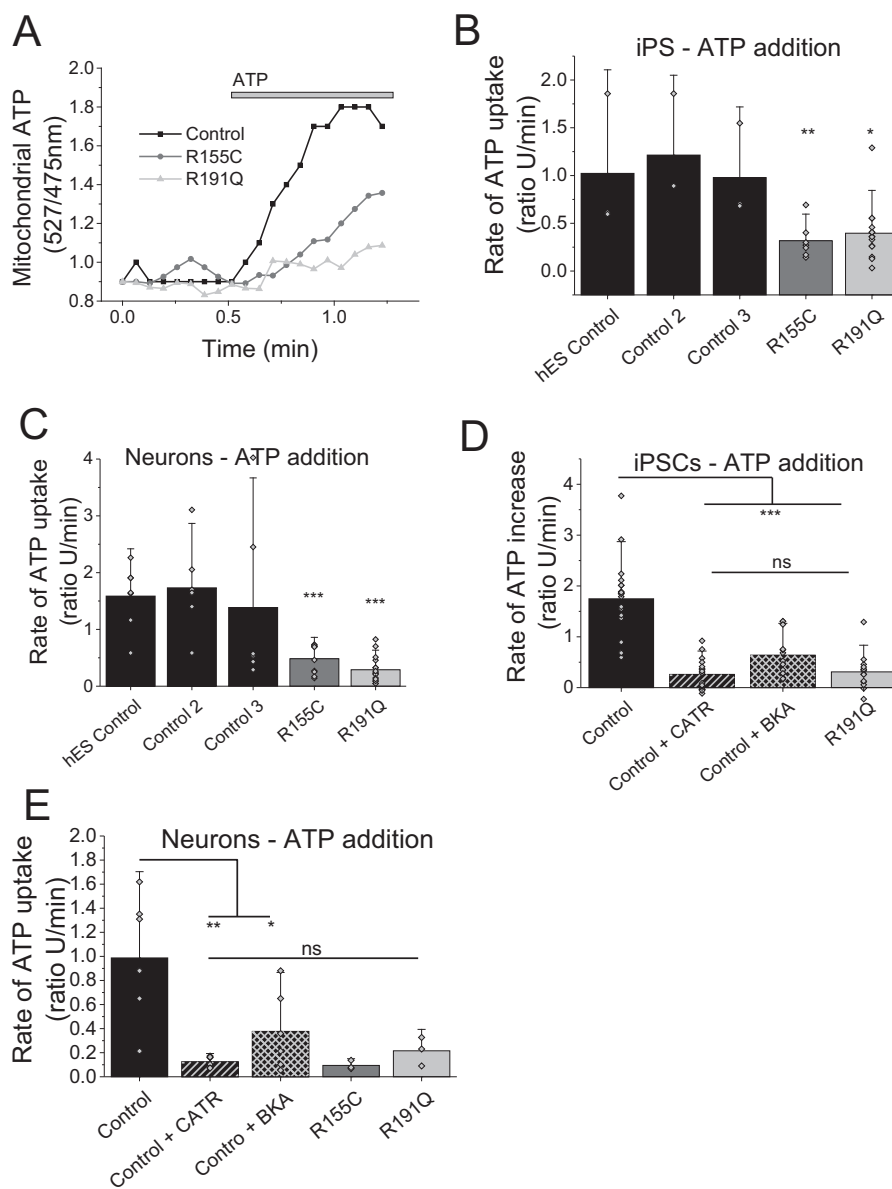 A
Mitochondrial ATP
(527/475nm)
2.0
1.8
1.6
1.4
1.2
1.0
0.8
ATP
Control
R155C
R191Q
0.0 0.5 1.0
Time (min)
B
iPS - ATP addition
Rate of ATP uptake
(ratio U/min)
2.0
1.5
1.0
0.5
0.0
** *
hES Control Control 2 Control 3 R155C R191Q
C
Neurons - ATP addition
Rate of ATP uptake
(ratio U/min)
4
3
2
1
0
*** ***
hES Control Control 2 Control 3 R155C R191Q
D
iPSCs - ATP addition
Rate of ATP increase
(ratio U/min)
4
3
2
1
0
***
ns
Control Control + CATR Control + BKA R191Q
E
Neurons - ATP addition
Rate of ATP uptake
(ratio U/min)
2.0
1.8
1.6
1.4
1.2
1.0
0.8
0.6
0.4
0.2
0.0
** *
ns
Control Control + CATR Contro + BKA R155C R191Q